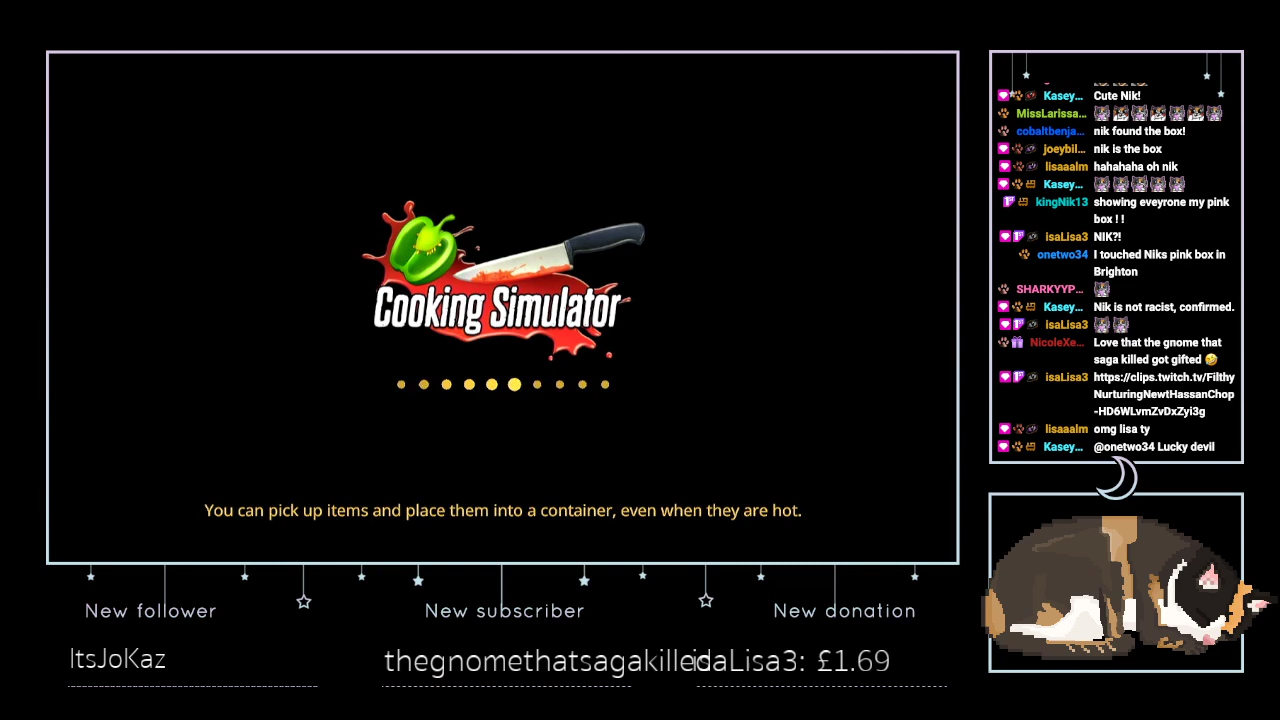 Cooking Simulator
You can pick up items and place them into a container, even when they are hot.
Kasey... Cute Nik!
MissLarissa...
cobaltbenja... nik found the box!
joeybil... nik is the box
lisaaalm hahahaha oh nik
Kasey...
kingNik13 showing eveyrone my pink
box ! !
isaLisa3 NIK?!
onetwo34 I touched Niks pink box in
Brighton
SHARKYYP...
Kasey... Nik is not racist, confirmed.
isaLisa3
NicoleXe... Love that the gnome that
saga killed got gifted 🤣
isaLisa3 https://clips.twitch.tv/Filthy
NurturingNewtHassanChop
-HD6WLvmZvDxZyi3g
lisaaalm omg lisa ty
Kasey... @onetwo34 Lucky devil
New follower
New subscriber
New donation
ItsJoKaz
thegnomethatsagakilled
isaLisa3: £1.69